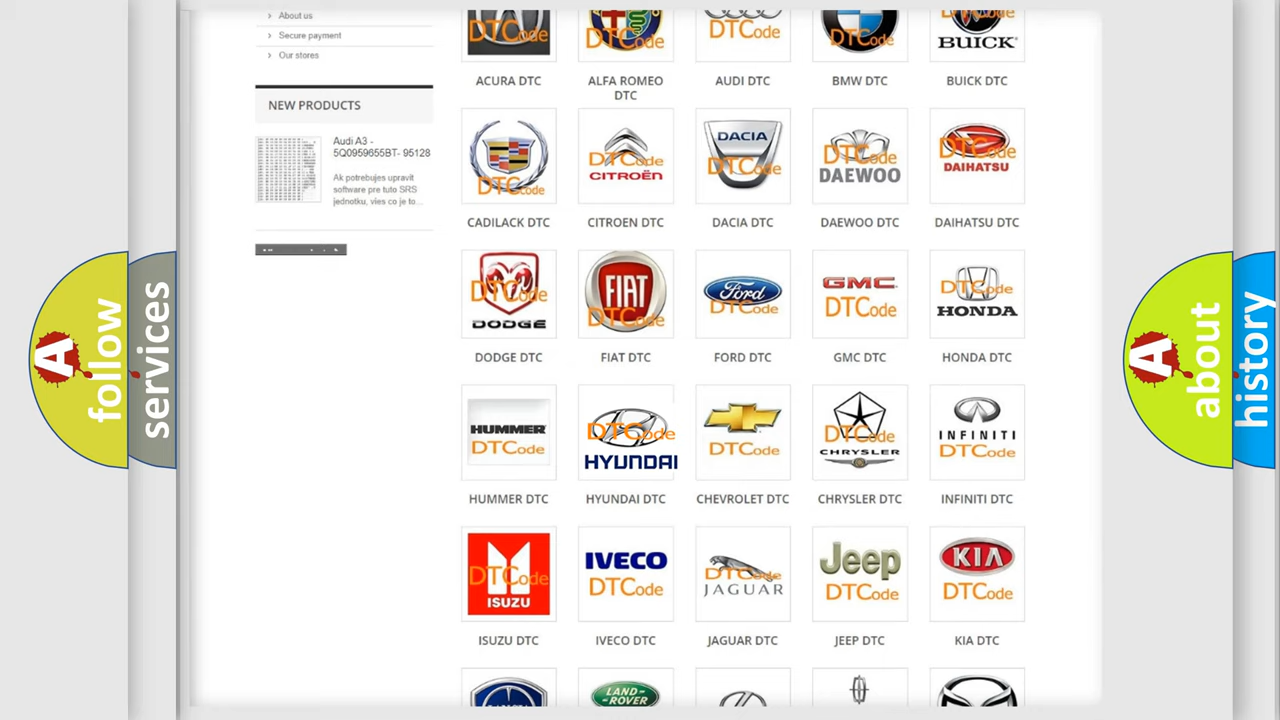 About us
Secure payment
Our stores
NEW PRODUCTS
Audi A3 -
5Q0959655BT- 95128
Ak potrebujes upravit
software pre tuto SRS
jednotku, vies co je to...
DTCode
DTCode
DTCode
DTCode
BUICK
ACURA DTC
ALFA ROMEO
DTC
AUDI DTC
BMW DTC
BUICK DTC
DTCode
DTCode
CITROËN
DACIA
DTCode
DTCode
DAEWOO
DTCode
DAIHATSU
CADILACK DTC
CITROEN DTC
DACIA DTC
DAEWOO DTC
DAIHATSU DTC
DTCode
DODGE
FIAT
DTCode
Ford
DTCode
GMC
DTCode
DTCode
HONDA
DODGE DTC
FIAT DTC
FORD DTC
GMC DTC
HONDA DTC
HUMMER
DTCode
DTCode
HYUNDAI
DTCode
DTCode
CHRYSLER
INFINITI
DTCode
HUMMER DTC
HYUNDAI DTC
CHEVROLET DTC
CHRYSLER DTC
INFINITI DTC
DTCode
ISUZU
IVECO
DTCode
DTCode
JAGUAR
Jeep
DTCode
KIA
DTCode
ISUZU DTC
IVECO DTC
JAGUAR DTC
JEEP DTC
KIA DTC
LAND-
ROVER
A
follow
services
A
about
history